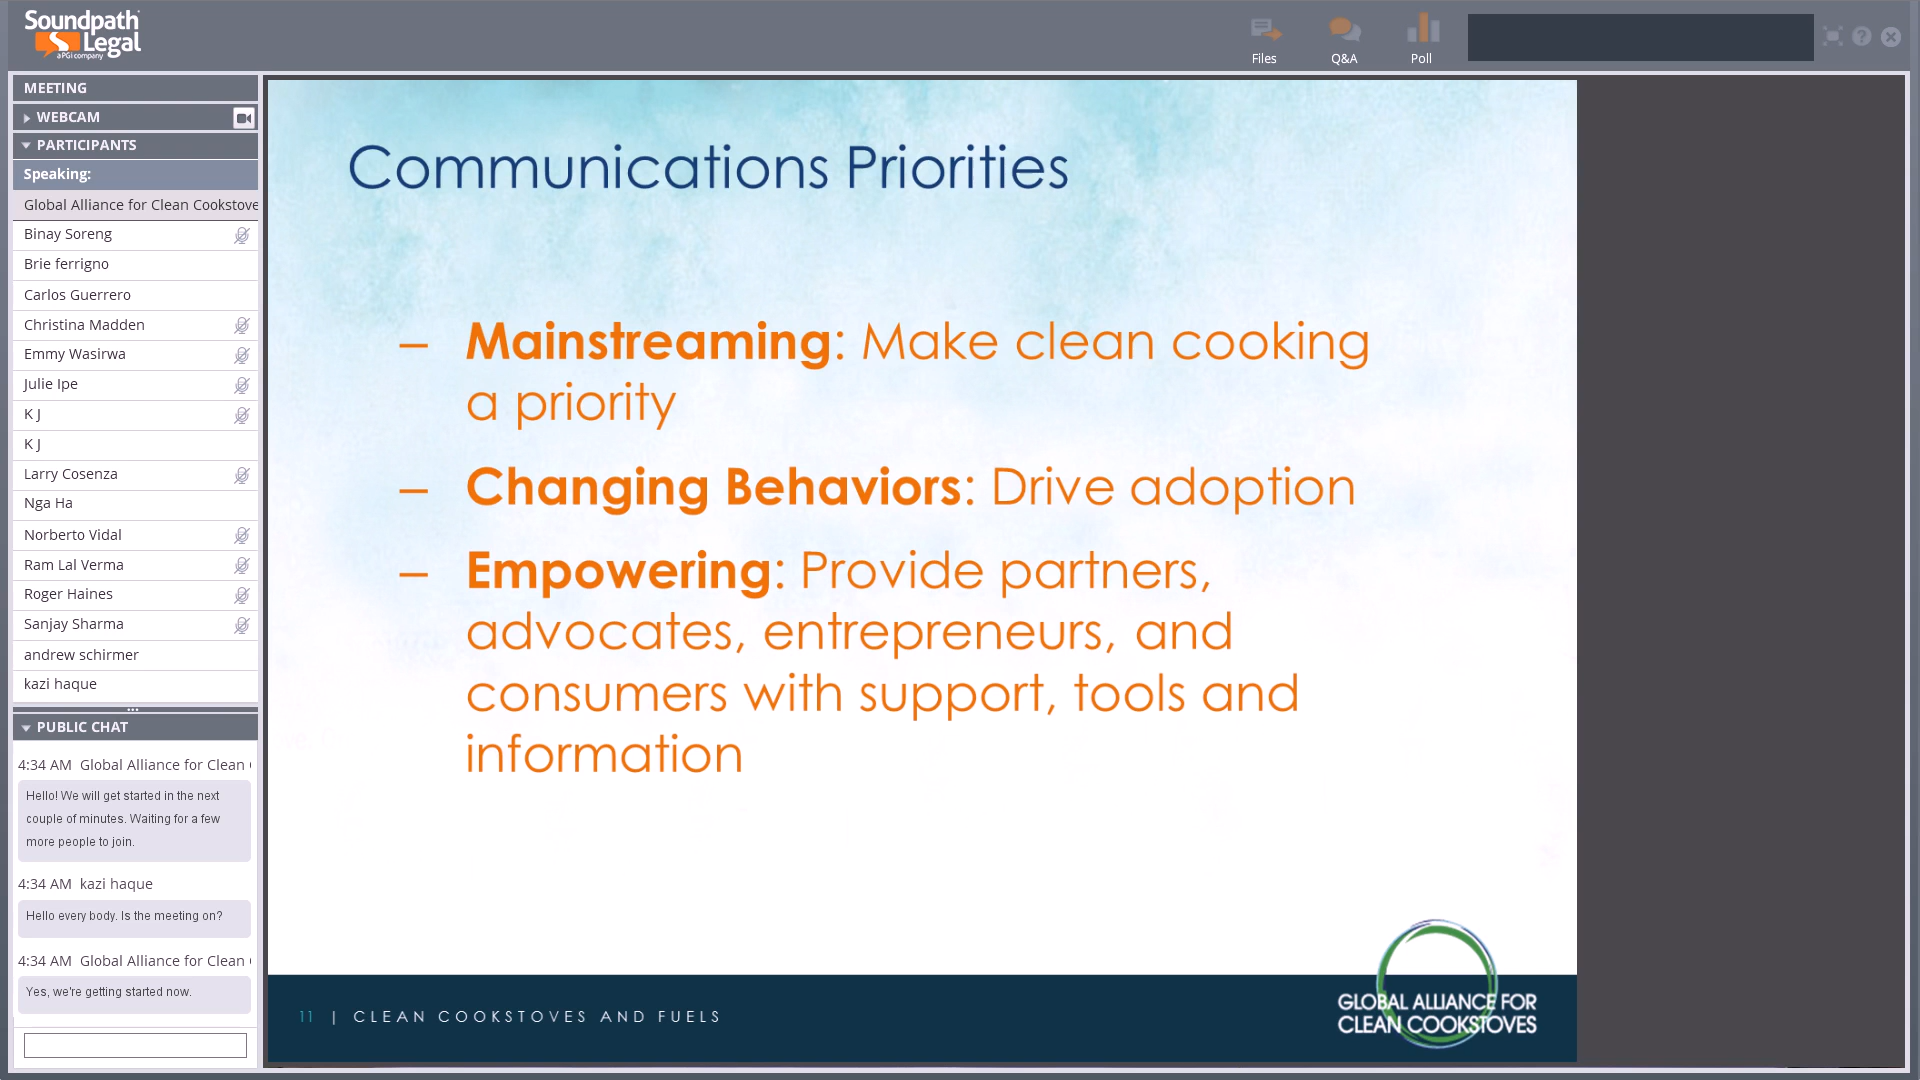 Soundpath
Legal
a PGi company
Files
Q&A
Poll
MEETING
WEBCAM
PARTICIPANTS
Speaking:
Global Alliance for Clean Cookstove
Binay Soreng
Brie ferrigno
Carlos Guerrero
Christina Madden
Emmy Wasirwa
Julie Ipe
K J
K J
Larry Cosenza
Nga Ha
Norberto Vidal
Ram Lal Verma
Roger Haines
Sanjay Sharma
andrew schirmer
kazi haque
PUBLIC CHAT
4:34 AM Global Alliance for Clean
Hello! We will get started in the next
couple of minutes. Waiting for a few
more people to join.
4:34 AM kazi haque
Hello every body. Is the meeting on?
4:34 AM Global Alliance for Clean
Yes, we're getting started now.
Communications Priorities
– Mainstreaming: Make clean cooking
a priority
– Changing Behaviors: Drive adoption
– Empowering: Provide partners,
advocates, entrepreneurs, and
consumers with support, tools and
information
11 | CLEAN COOKSTOVES AND FUELS
GLOBAL ALLIANCE FOR
CLEAN COOKSTOVES